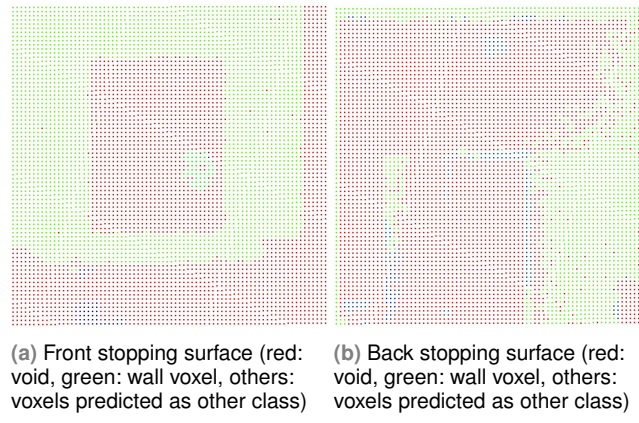 (a) Front stopping surface (red:
void, green: wall voxel, others:
voxels predicted as other class)
(b) Back stopping surface (red:
void, green: wall voxel, others:
voxels predicted as other class)